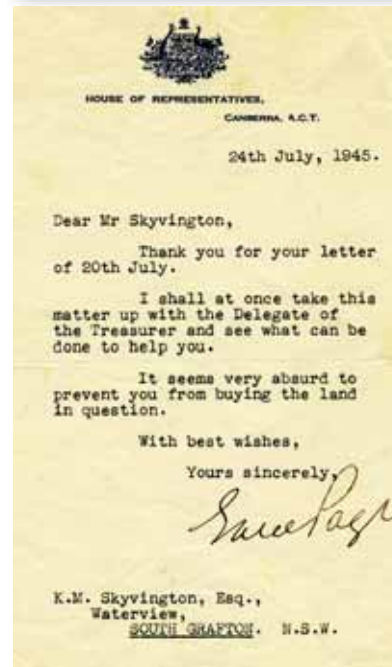 HOUSE OF REPRESENTATIVES,
CANBERRA, A.C.T.
24th July, 1945.
Dear Mr Skyvington,
Thank you for your letter
of 20th July.
I shall at once take this
matter up with the Delegate of
the Treasurer and see what can be
done to help you.
It seems very absurd to
prevent you from buying the land
in question.
With best wishes,
Yours sincerely,
Earle Page
K.M. Skyvington, Esq.,
Waterview,
SOUTH GRAFTON. N.S.W.